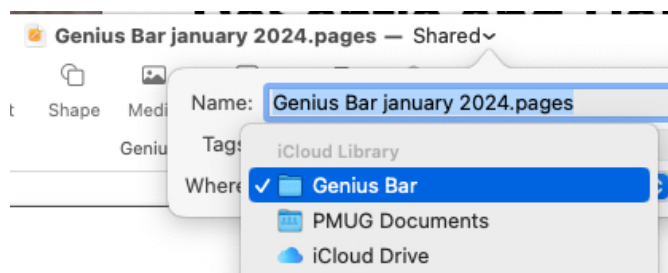 Genius Bar january 2024.pages — Shared
Shape
Name: Genius Bar january 2024.pages
Tags
iCloud Library
Where
Genius Bar
PMUG Documents
iCloud Drive